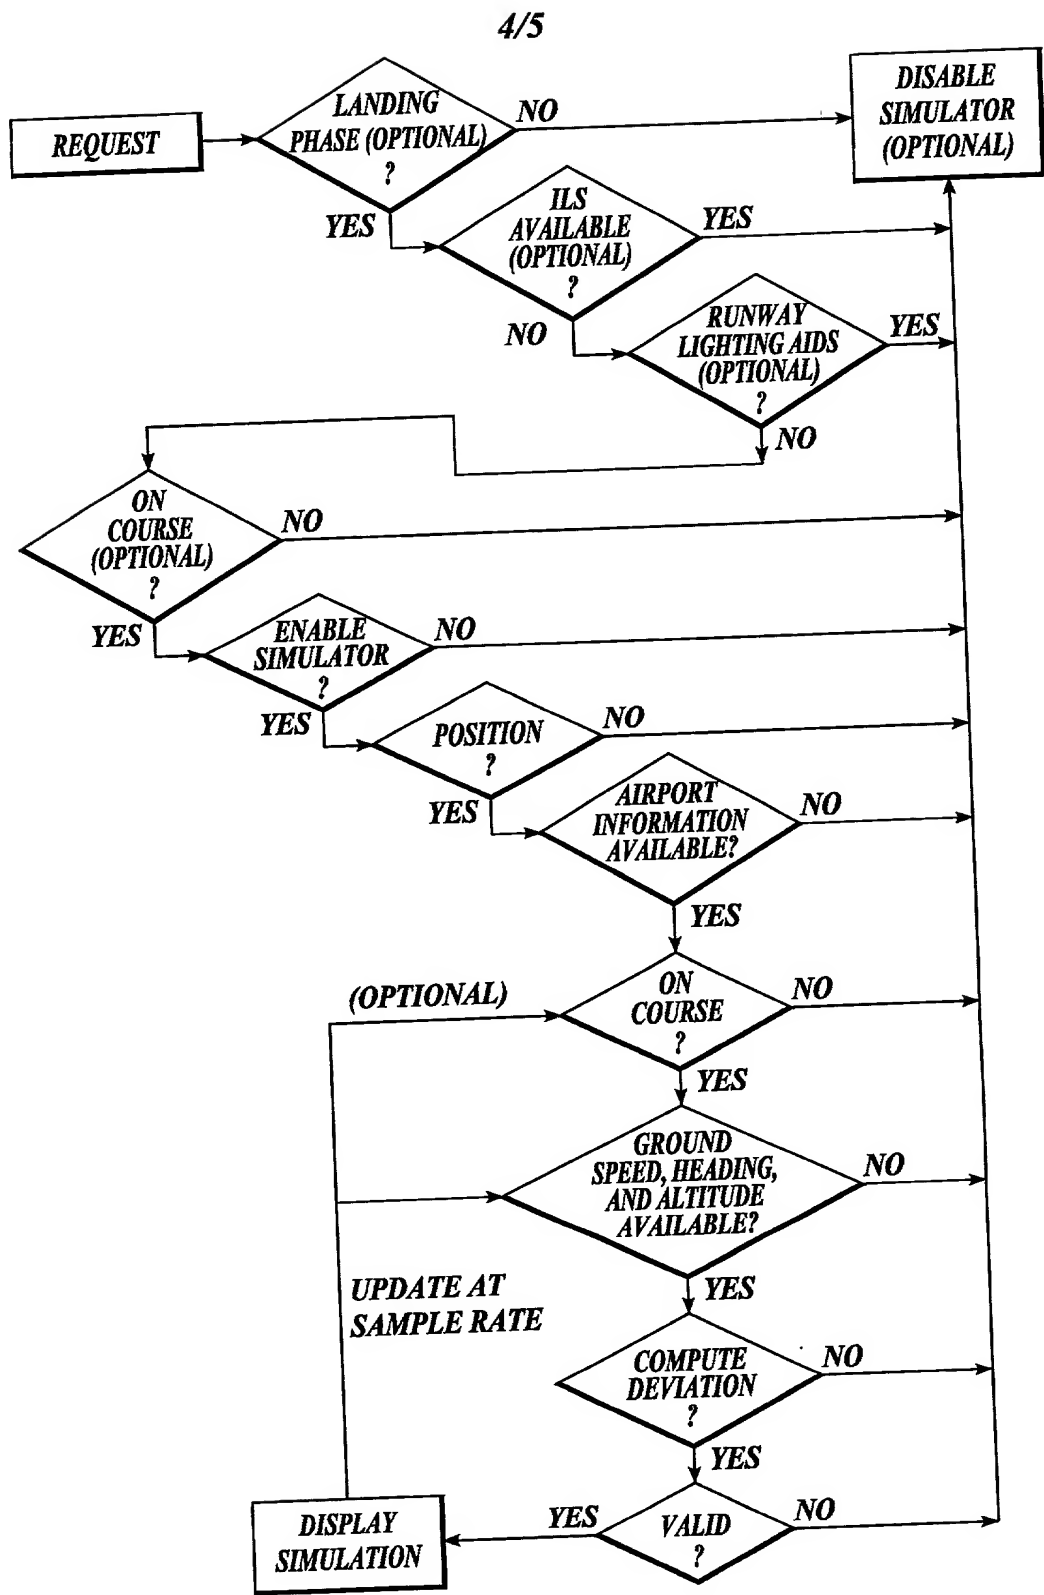 4/5
REQUEST
LANDING
PHASE (OPTIONAL)
?
NO
YES
DISABLE
SIMULATOR
(OPTIONAL)
ILS
AVAILABLE
(OPTIONAL)
?
YES
NO
RUNWAY
LIGHTING AIDS
(OPTIONAL)
?
YES
NO
ON
COURSE
(OPTIONAL)
?
NO
YES
ENABLE
SIMULATOR
?
NO
YES
POSITION
?
NO
YES
AIRPORT
INFORMATION
AVAILABLE?
NO
YES
(OPTIONAL)
ON
COURSE
?
NO
YES
GROUND
SPEED, HEADING,
AND ALTITUDE
AVAILABLE?
NO
YES
UPDATE AT
SAMPLE RATE
COMPUTE
DEVIATION
?
NO
YES
VALID
?
NO
YES
DISPLAY
SIMULATION